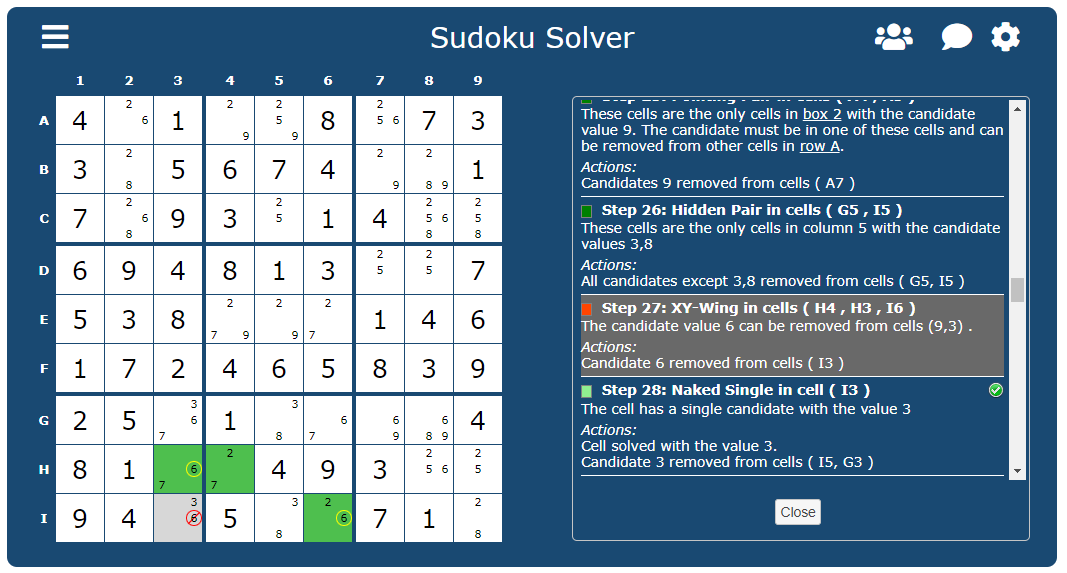 Sudoku Solver
1 2 3 4 5 6 7 8 9
2 2 2 2
A 4 6 1 5 8 5 6 7 3
9 9
2 2 2
B 3 5 6 7 4 1
8 9 8 9
2 2 2 2
C 7 6 9 3 5 1 4 5 6 5
8 8 8
2 2
D 6 9 4 8 1 3 5 5 7
2 2 2
E 5 3 8 1 4 6
7 9 9 7
F 1 7 2 4 6 5 8 3 9
3 3
G 2 5 6 1 6 6 6 4
7 8 7 9 8 9
2 2 2
H 8 1 6 4 9 3 5 6 5
7 7
3 3 2 2
I 9 4 6 5 6 7 1
8 8
These cells are the only cells in box 2 with the candidate
value 9. The candidate must be in one of these cells and can
be removed from other cells in row A.
Actions:
Candidates 9 removed from cells ( A7 )
Step 26: Hidden Pair in cells ( G5 , I5 )
These cells are the only cells in column 5 with the candidate
values 3,8
Actions:
All candidates except 3,8 removed from cells ( G5, I5 )
Step 27: XY-Wing in cells ( H4 , H3 , I6 )
The candidate value 6 can be removed from cells (9,3) .
Actions:
Candidate 6 removed from cells ( I3 )
Step 28: Naked Single in cell ( I3 )
The cell has a single candidate with the value 3
Actions:
Cell solved with the value 3.
Candidate 3 removed from cells ( I5, G3 )
Close